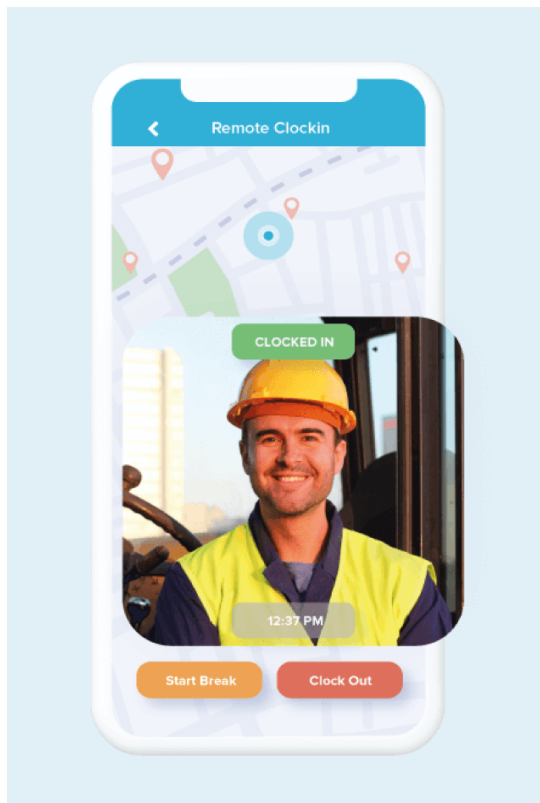 Remote Clockin
CLOCKED IN
12:37 PM
Start Break
Clock Out